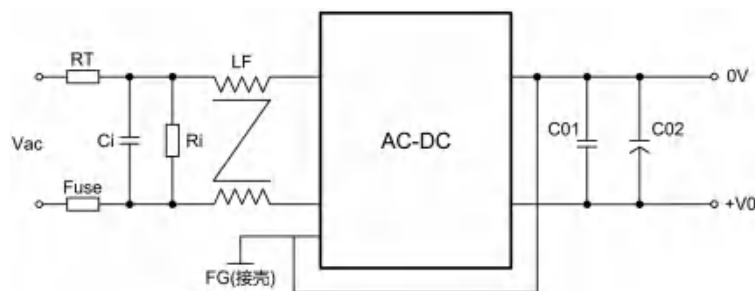 RT
LF
0V
Vac
Ci
Ri
AC-DC
C01
C02
Fuse
+V0
FG(接壳)